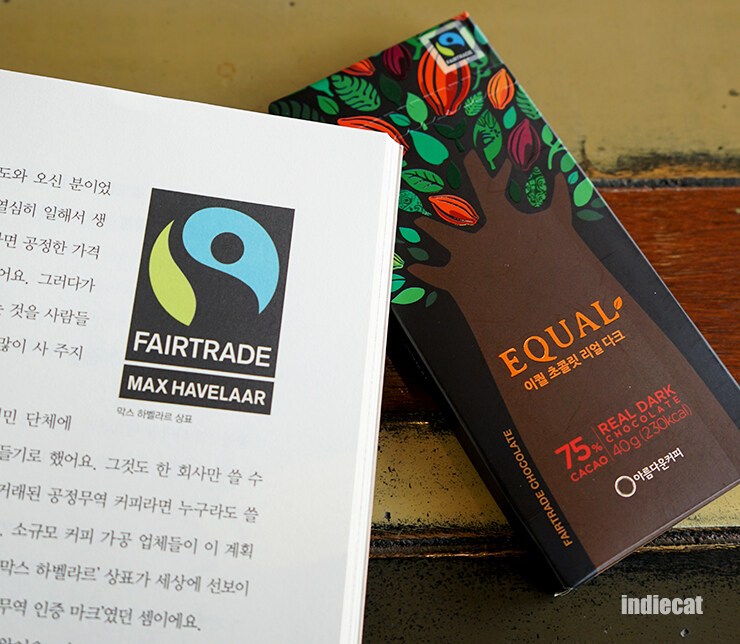 도와 오신 분이었
열심히 일해서 생
라면 공정한 가격
어요. 그러다가
는 것을 사람들
많이 사 주지
FAIRTRADE
MAX HAVELAAR
막스 하벨라르 상표
민 단체에
들기로 했어요. 그것도 한 회사만 쓸 수
거래된 공정무역 커피라면 누구라도 쓸
소규모 커피 가공 업체들이 이 계획
막스 하벨라르' 상표가 세상에 선보이
무역 인증 마크'였던 셈이에요.
FAIRTRADE
EQUAL
이퀄 초콜릿 리얼 다크
75% CACAO
REAL DARK
CHOCOLATE
40g (230kcal)
아름다운커피
FAIRTRADE CHOCOLATE
indiecat